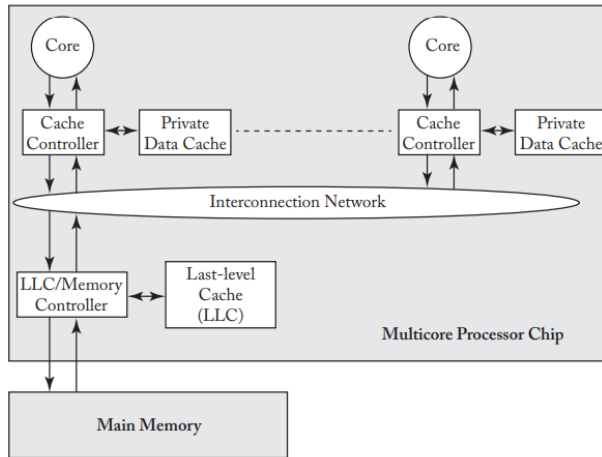 Core
Core
Cache
Controller
Private
Data Cache
Cache
Controller
Private
Data Cache
Interconnection Network
LLC/Memory
Controller
Last-level
Cache
(LLC)
Multicore Processor Chip
Main Memory